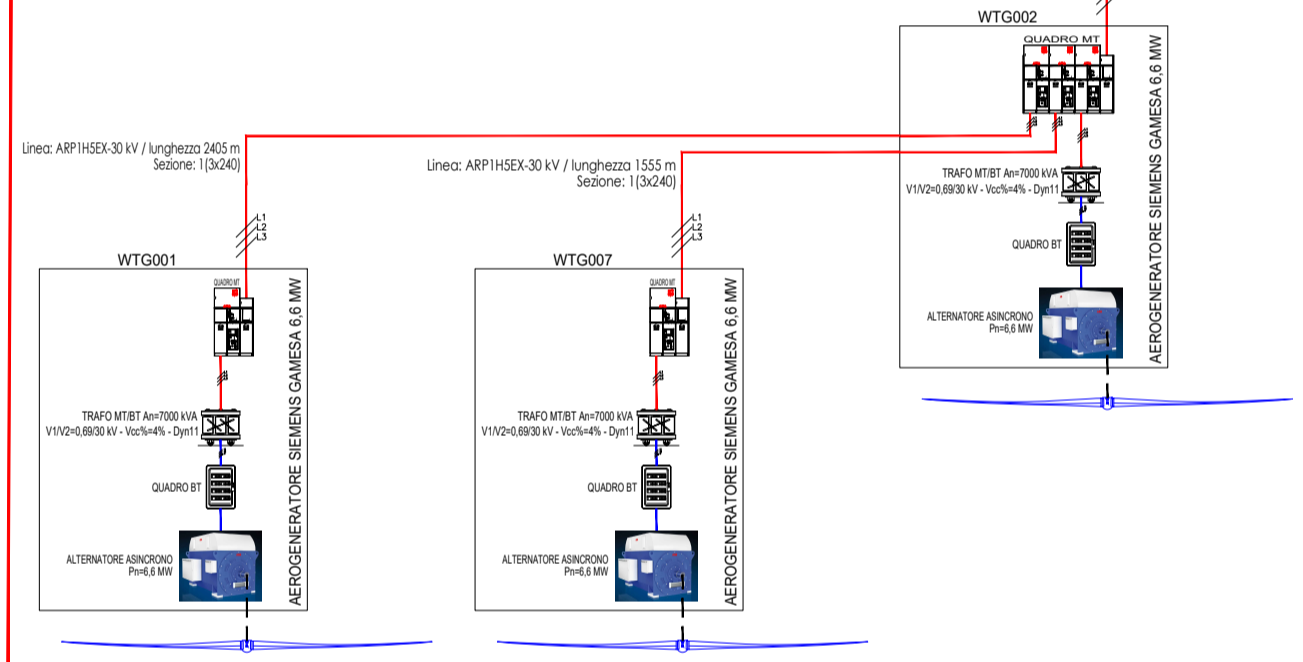 WTG002
QUADRO MT
AEROGENERATORE SIEMENS GAMESA 6,6 MW
TRAFO MT/BT An=7000 kVA
V1/V2=0,69/30 kV - Vcc%=4% - Dyn11
QUADRO BT
ALTERNATORE ASINCRONO
Pn=6,6 MW
Linea: ARP1H5EX-30 kV / lunghezza 2405 m
Sezione: 1(3x240)
L1
L2
L3
Linea: ARP1H5EX-30 kV / lunghezza 1555 m
Sezione: 1(3x240)
L1
L2
L3
WTG001
QUADRO MT
AEROGENERATORE SIEMENS GAMESA 6,6 MW
TRAFO MT/BT An=7000 kVA
V1/V2=0,69/30 kV - Vcc%=4% - Dyn11
QUADRO BT
ALTERNATORE ASINCRONO
Pn=6,6 MW
WTG007
QUADRO MT
AEROGENERATORE SIEMENS GAMESA 6,6 MW
TRAFO MT/BT An=7000 kVA
V1/V2=0,69/30 kV - Vcc%=4% - Dyn11
QUADRO BT
ALTERNATORE ASINCRONO
Pn=6,6 MW